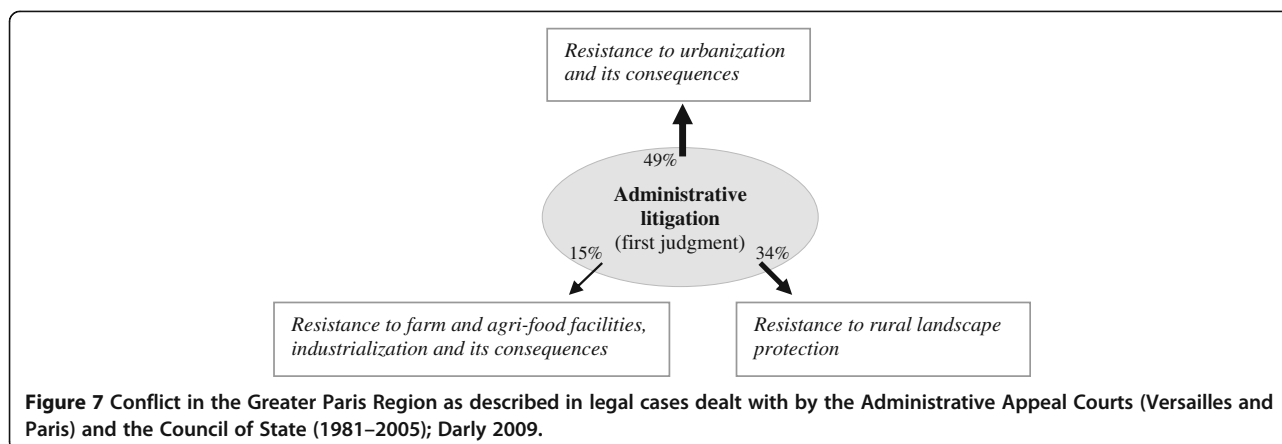 Resistance to urbanization
and its consequences
49%
Administrative
litigation
(first judgment)
15%
34%
Resistance to farm and agri-food facilities,
industrialization and its consequences
Resistance to rural landscape
protection
Figure 7 Conflict in the Greater Paris Region as described in legal cases dealt with by the Administrative Appeal Courts (Versailles and
Paris) and the Council of State (1981–2005); Darly 2009.